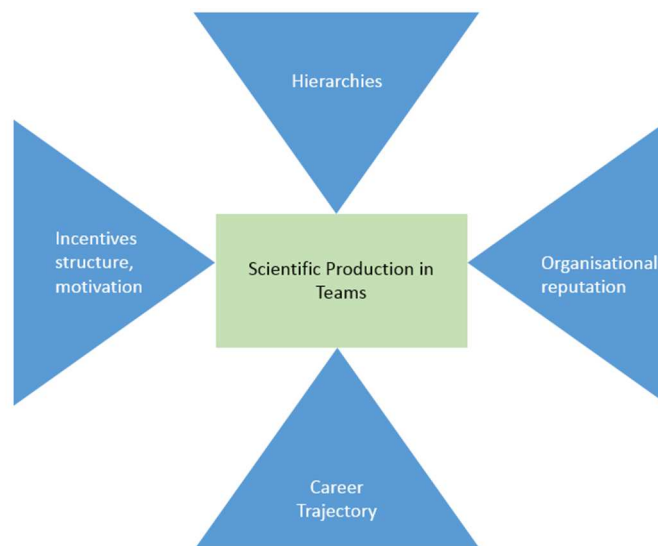 Hierarchies
Incentives
structure,
motivation
Scientific Production in
Teams
Organisational
reputation
Career
Trajectory